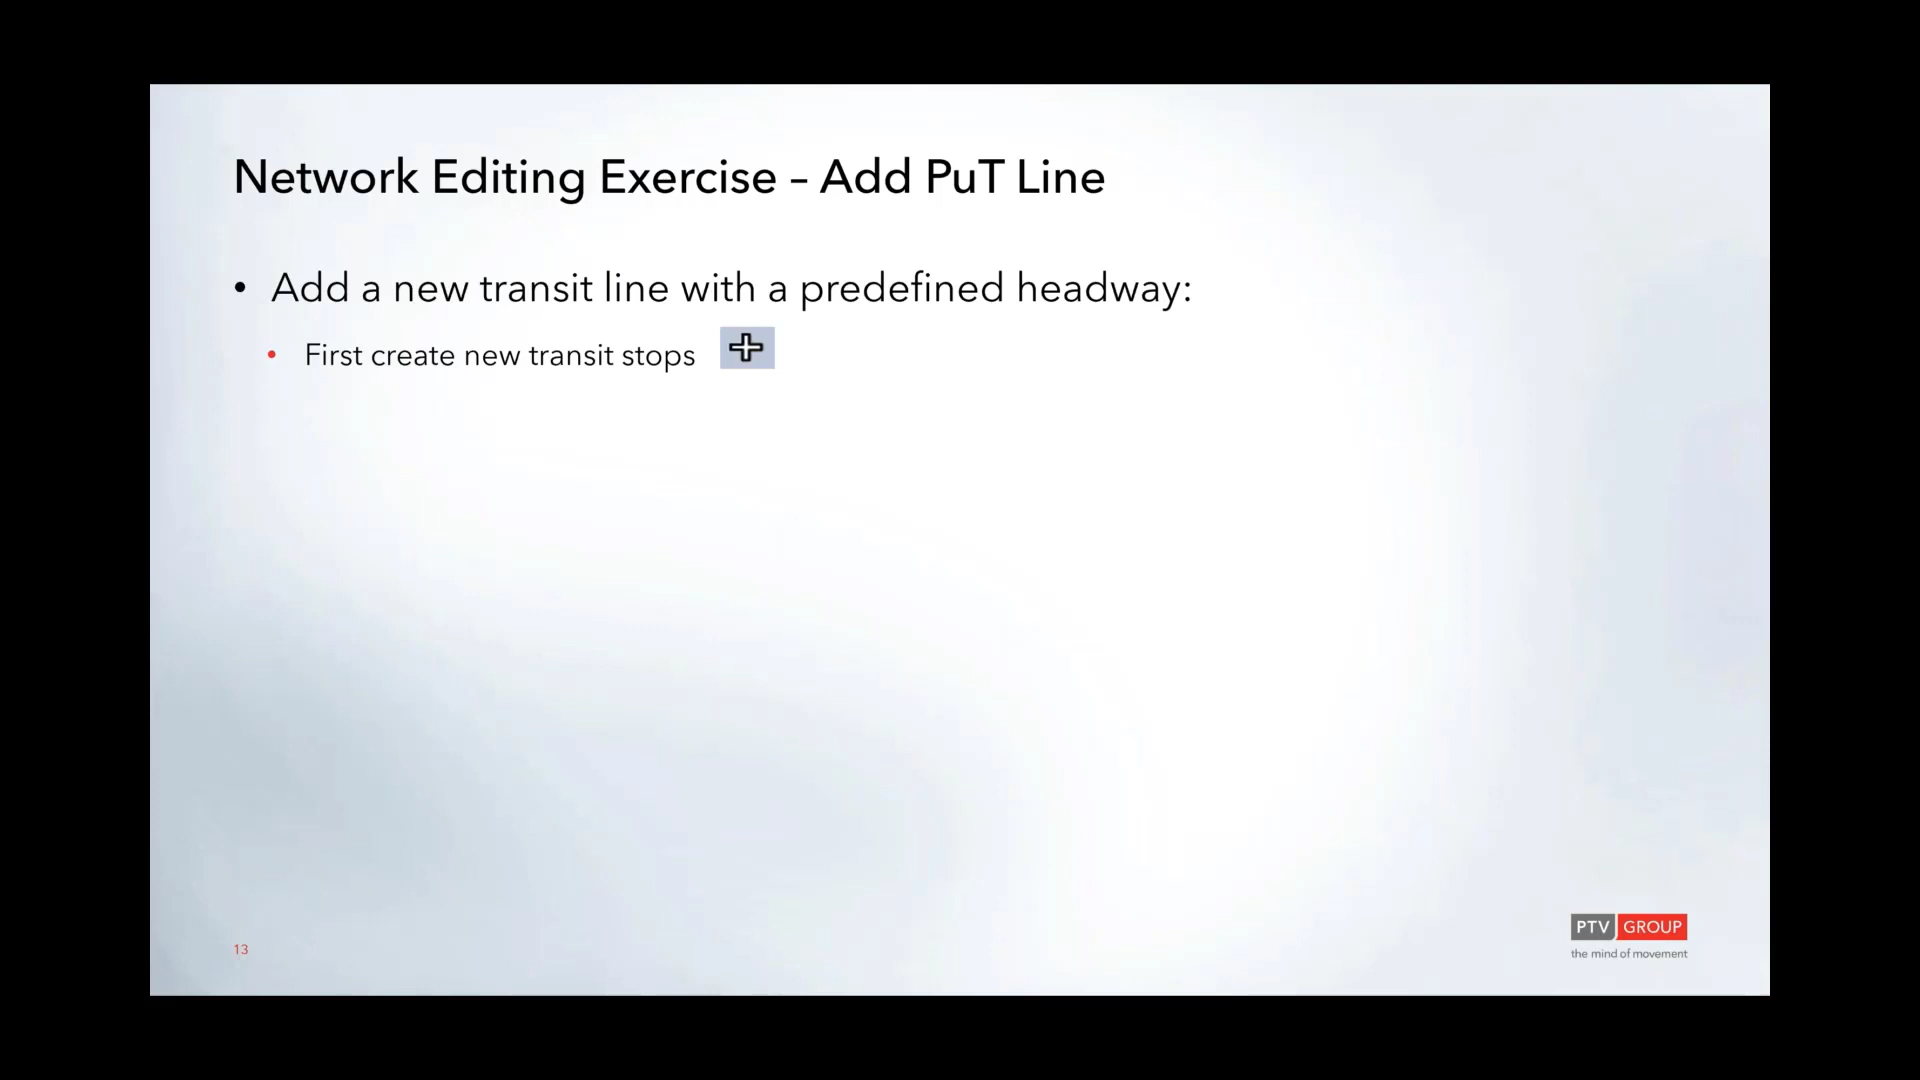 Network Editing Exercise – Add PuT Line
• Add a new transit line with a predefined headway:
• First create new transit stops
13
PTV GROUP
the mind of movement